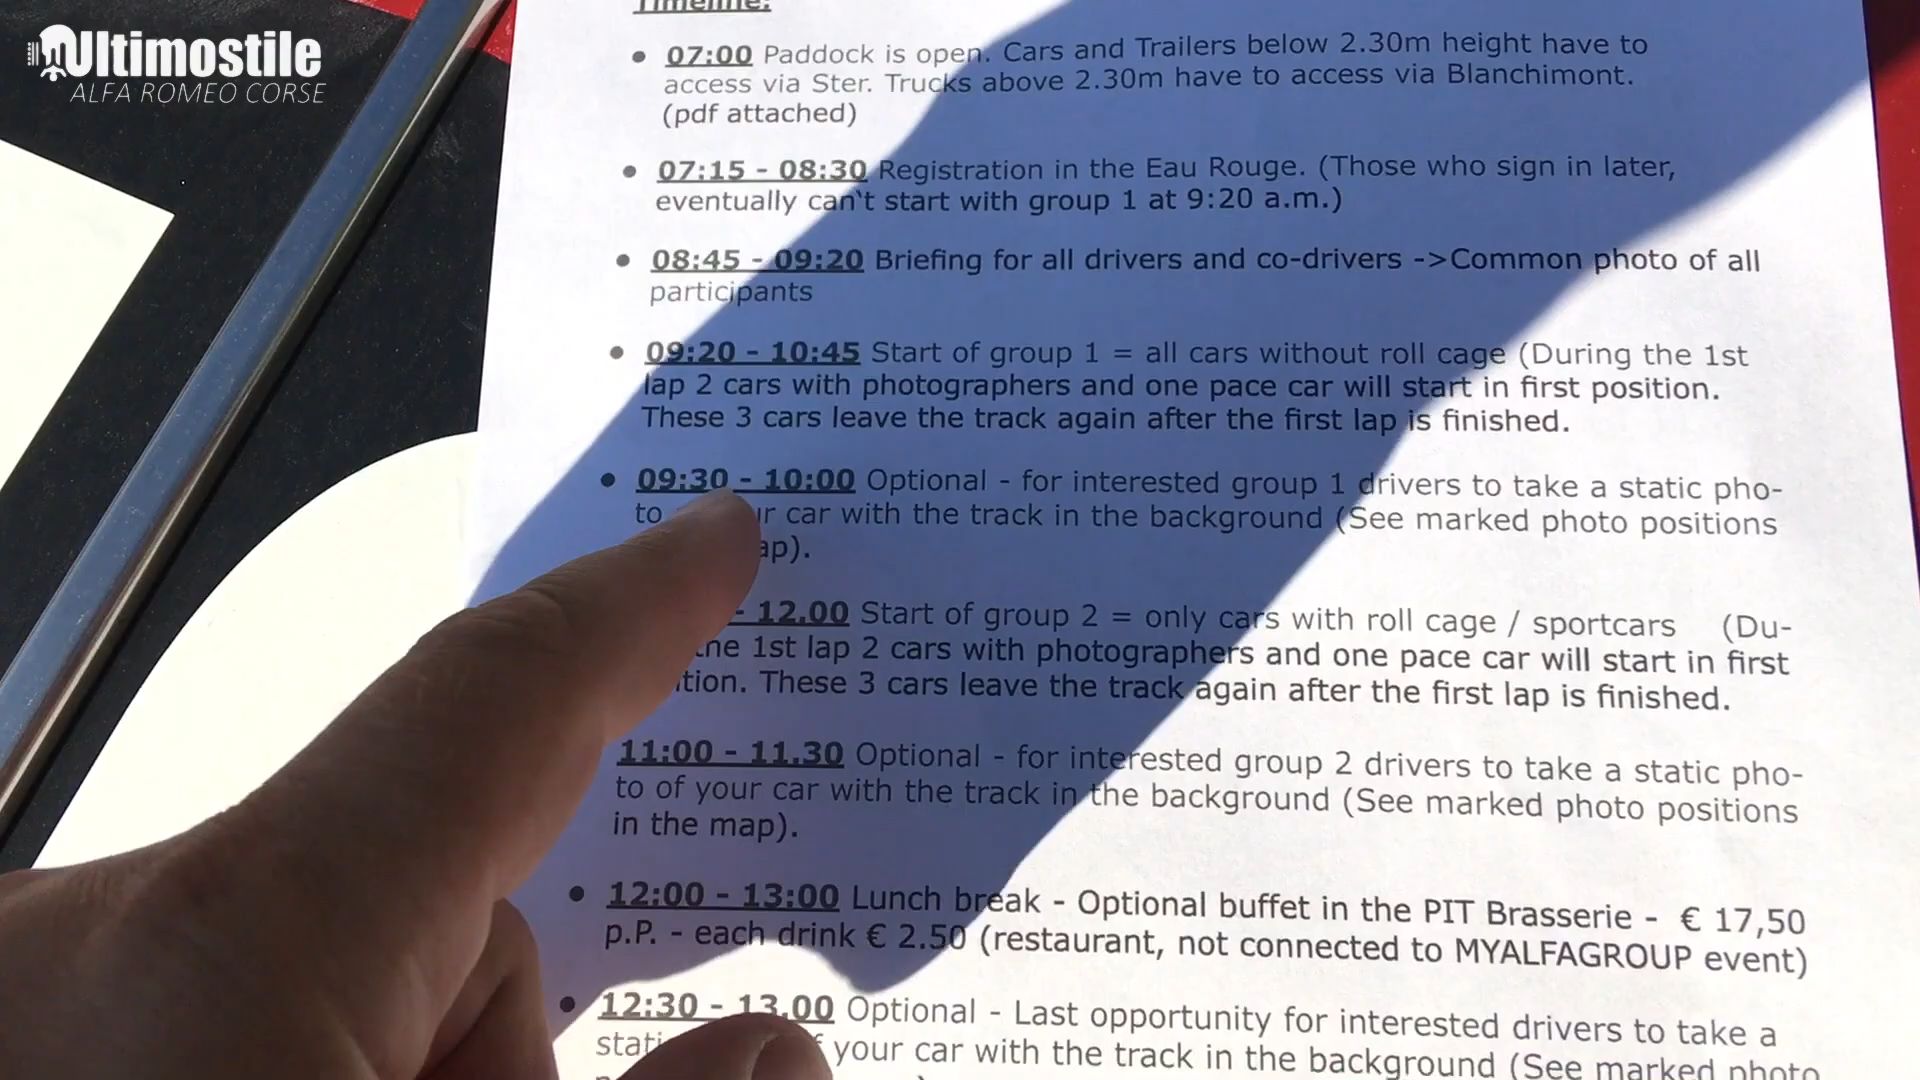 Ultimostile
ALFA ROMEO CORSE
Timeline:
• 07:00 Paddock is open. Cars and Trailers below 2.30m height have to
access via Ster. Trucks above 2.30m have to access via Blanchimont.
(pdf attached)
• 07:15 - 08:30 Registration in the Eau Rouge. (Those who sign in later,
eventually can't start with group 1 at 9:20 a.m.)
• 08:45 - 09:20 Briefing for all drivers and co-drivers ->Common photo of all
participants
• 09:20 - 10:45 Start of group 1 = all cars without roll cage (During the 1st
lap 2 cars with photographers and one pace car will start in first position.
These 3 cars leave the track again after the first lap is finished.
• 09:30 - 10:00 Optional - for interested group 1 drivers to take a static pho-
to car with the track in the background (See marked photo positions
- 12.00 Start of group 2 = only cars with roll cage / sportcars (Du-
1st lap 2 cars with photographers and one pace car will start in first
These 3 cars leave the track again after the first lap is finished.
11:00 - 11.30 Optional - for interested group 2 drivers to take a static pho-
to of your car with the track in the background (See marked photo positions
in the map).
• 12:00 - 13:00 Lunch break - Optional buffet in the PIT Brasserie - € 17,50
p.P. - each drink € 2.50 (restaurant, not connected to MYALFAGROUP event)
• 12:30 - 13.00 Optional - Last opportunity for interested drivers to take a
your car with the track in the background (See marked photo